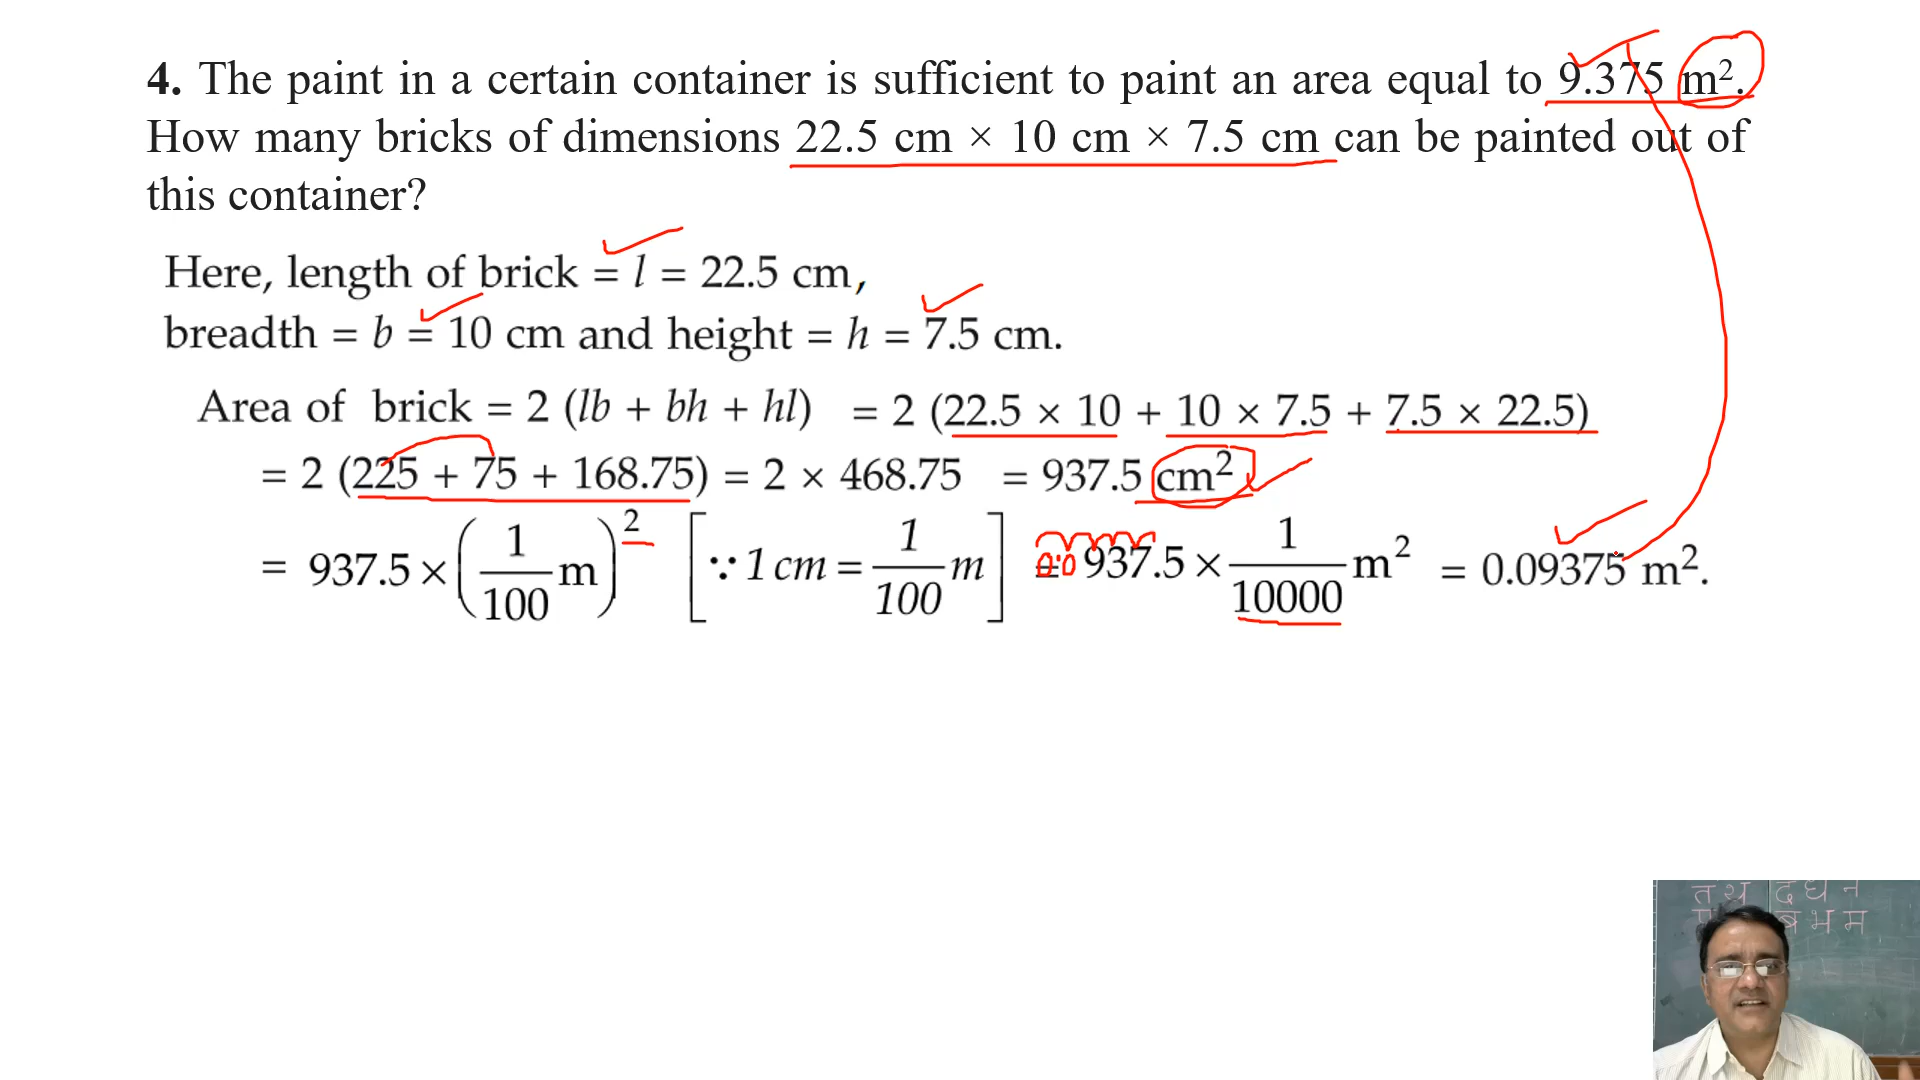 4. The paint in a certain container is sufficient to paint an area equal to 9.375 m².
How many bricks of dimensions 22.5 cm × 10 cm × 7.5 cm can be painted out of
this container?
Here, length of brick = l = 22.5 cm,
breadth = b = 10 cm and height = h = 7.5 cm.
Area of brick = 2 (lb + bh + hl) = 2 (22.5 × 10 + 10 × 7.5 + 7.5 × 22.5)
= 2 (225 + 75 + 168.75) = 2 × 468.75 = 937.5 cm²
= 937.5 × (1/100 m)² [∵ 1 cm = 1/100 m] = 937.5 × 1/10000 m² = 0.09375 m².
0.0
त थ द ध न
ब भ म